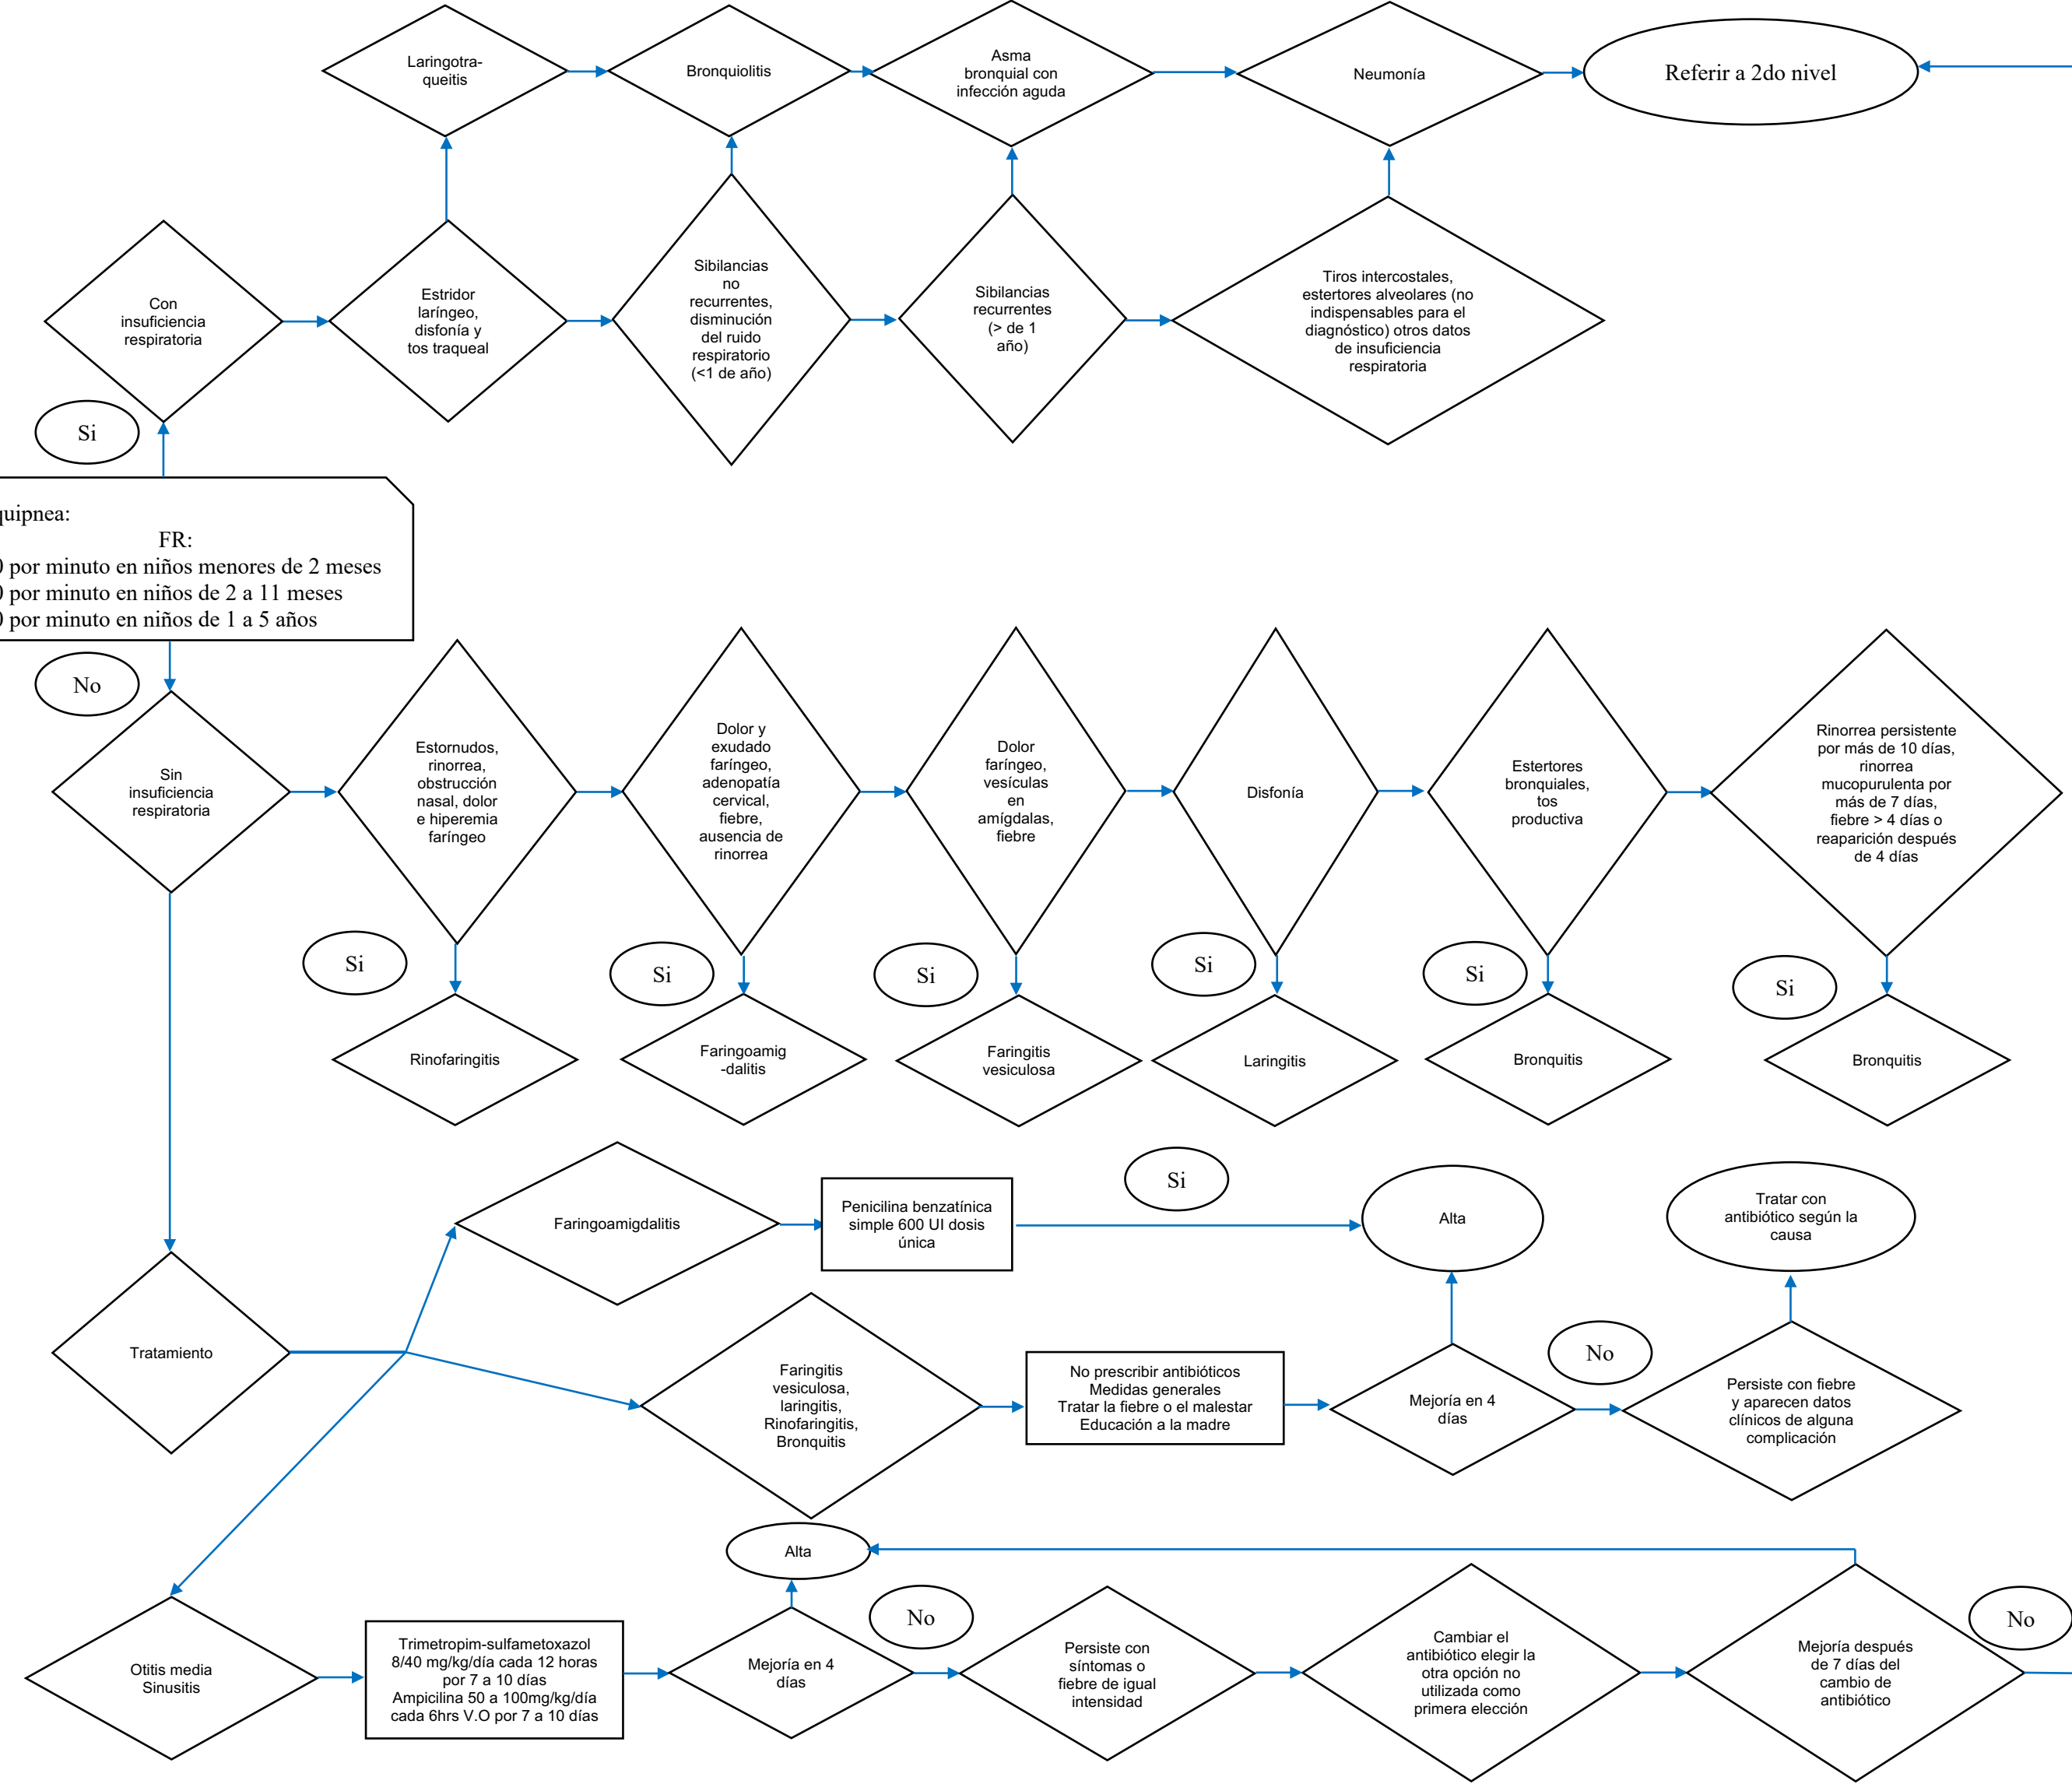 Laringotra-
queitis
Bronquiolitis
Asma
bronquial con
infección aguda
Neumonía
Referir a 2do nivel
Con
insuficiencia
respiratoria
Estridor
laríngeo,
disfonía y
tos traqueal
Sibilancias
no
recurrentes,
disminución
del ruido
respiratorio
(<1 de año)
Sibilancias
recurrentes
(> de 1
año)
Tiros intercostales,
estertores alveolares (no
indispensables para el
diagnóstico) otros datos
de insuficiencia
respiratoria
Si
quipnea:
FR:
0 por minuto en niños menores de 2 meses
0 por minuto en niños de 2 a 11 meses
0 por minuto en niños de 1 a 5 años
No
Sin
insuficiencia
respiratoria
Estornudos,
rinorrea,
obstrucción
nasal, dolor
e hiperemia
faríngeo
Dolor y
exudado
faríngeo,
adenopatía
cervical,
fiebre,
ausencia de
rinorrea
Dolor
faríngeo,
vesículas
en
amígdalas,
fiebre
Disfonía
Estertores
bronquiales,
tos
productiva
Rinorrea persistente
por más de 10 días,
rinorrea
mucopurulenta por
más de 7 días,
fiebre > 4 días o
reaparición después
de 4 días
Si
Si
Si
Si
Si
Si
Rinofaringitis
Faringoamig
-dalitis
Faringitis
vesiculosa
Laringitis
Bronquitis
Bronquitis
Faringoamigdalitis
Penicilina benzatínica
simple 600 UI dosis
única
Si
Alta
Tratar con
antibiótico según la
causa
Tratamiento
Faringitis
vesiculosa,
laringitis,
Rinofaringitis,
Bronquitis
No prescribir antibióticos
Medidas generales
Tratar la fiebre o el malestar
Educación a la madre
Mejoría en 4
días
No
Persiste con fiebre
y aparecen datos
clínicos de alguna
complicación
Alta
Otitis media
Sinusitis
Trimetropim-sulfametoxazol
8/40 mg/kg/día cada 12 horas
por 7 a 10 días
Ampicilina 50 a 100mg/kg/día
cada 6hrs V.O por 7 a 10 días
Mejoría en 4
días
No
Persiste con
síntomas o
fiebre de igual
intensidad
Cambiar el
antibiótico elegir la
otra opción no
utilizada como
primera elección
Mejoría después
de 7 días del
cambio de
antibiótico
No